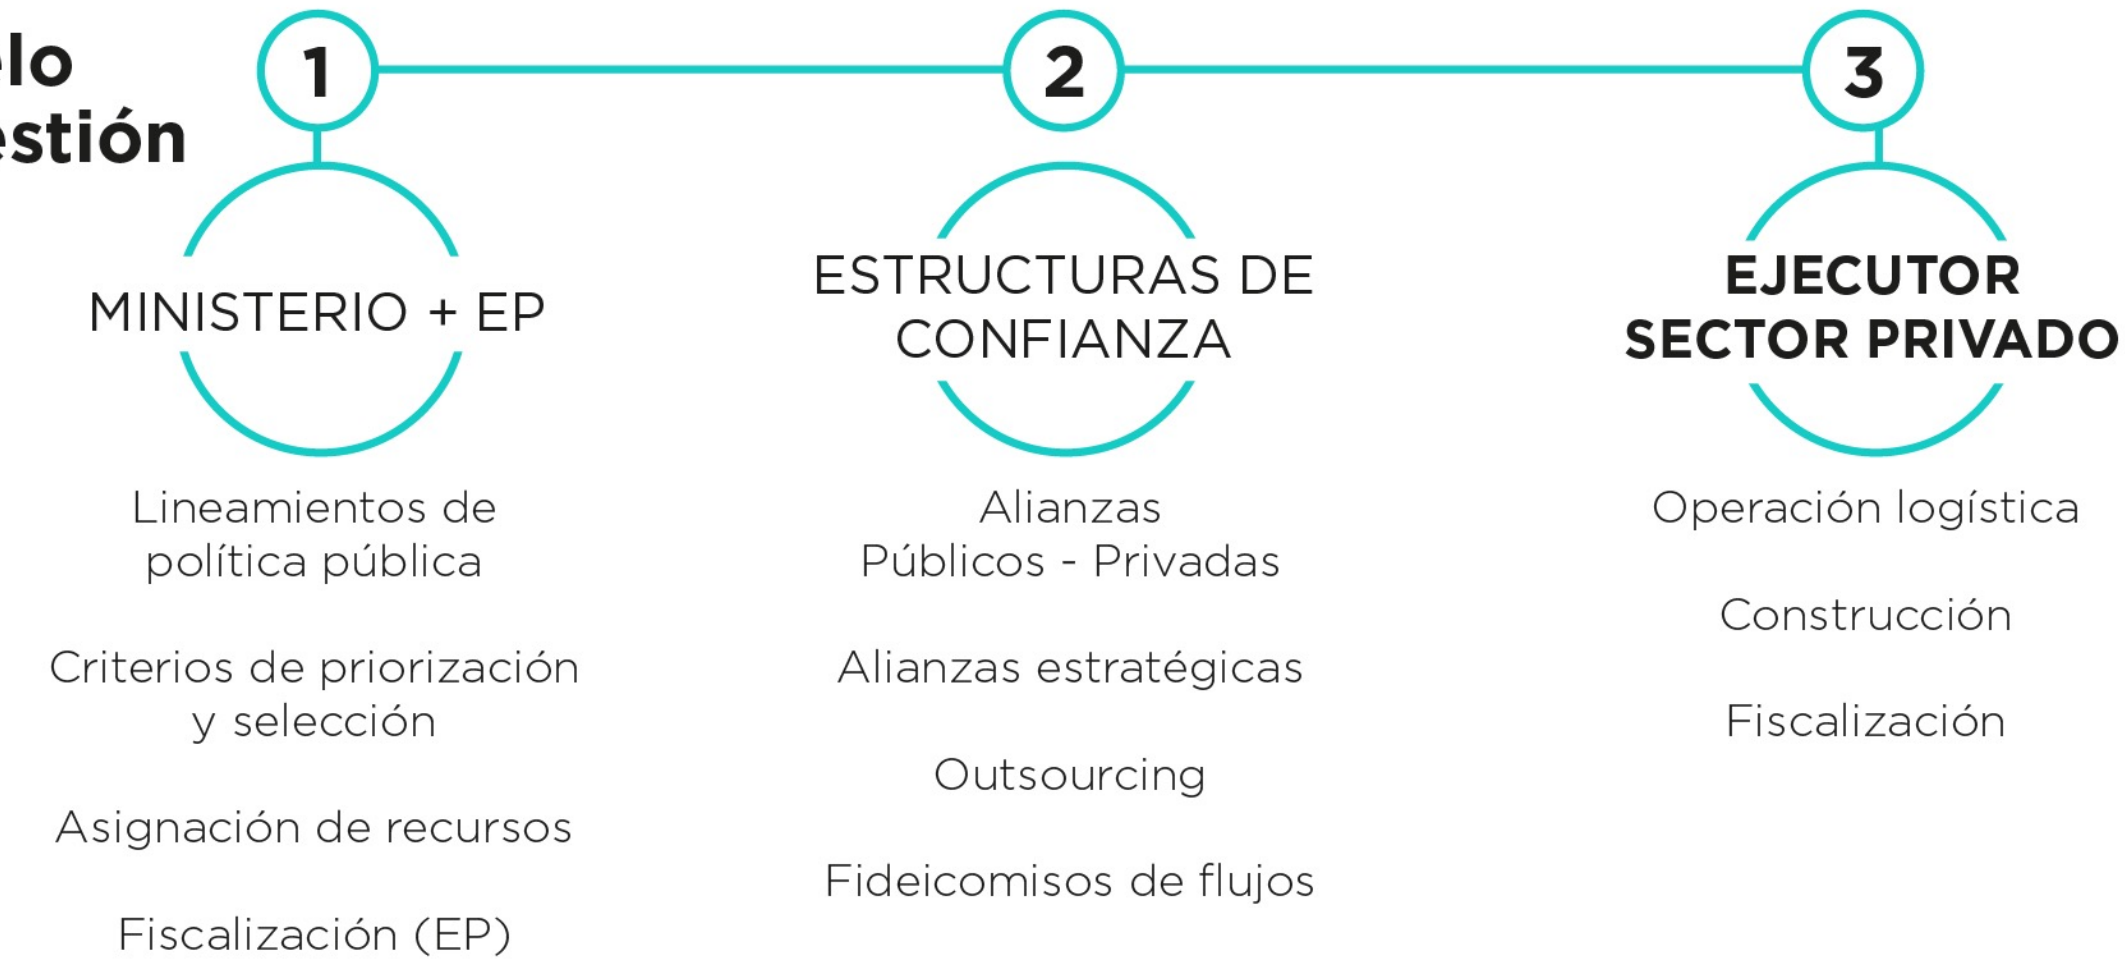 elo
estión
1
2
3
MINISTERIO + EP
Lineamientos de
política pública
Criterios de priorización
y selección
Asignación de recursos
Fiscalización (EP)
ESTRUCTURAS DE
CONFIANZA
Alianzas
Públicos - Privadas
Alianzas estratégicas
Outsourcing
Fideicomisos de flujos
EJECUTOR
SECTOR PRIVADO
Operación logística
Construcción
Fiscalización